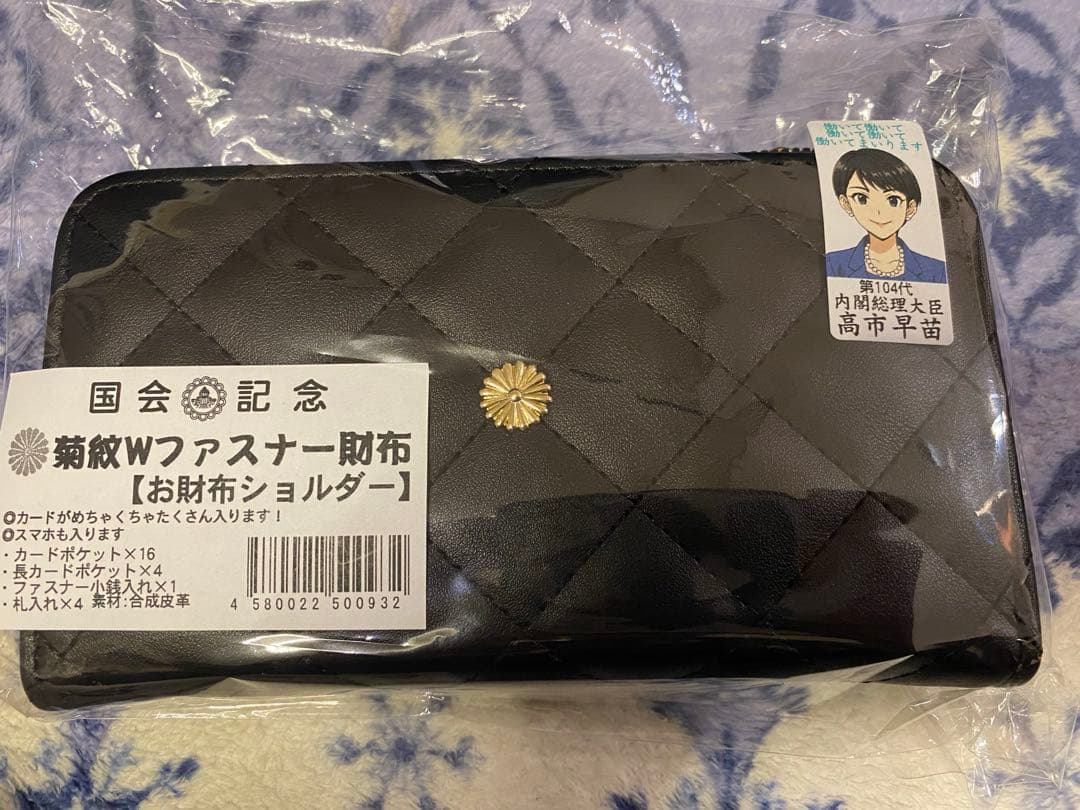 働いて働いて
働いて働いて
働いてまいります
第104代
内閣総理大臣
高市早苗
国会記念
菊紋Wファスナー財布
【お財布ショルダー】
◎カードがめちゃくちゃたくさん入ります！
◎スマホも入ります
・カードポケット×16
・長カードポケット×4
・ファスナー小銭入れ×1
・札入れ×4 素材:合成皮革
4 580022 500932